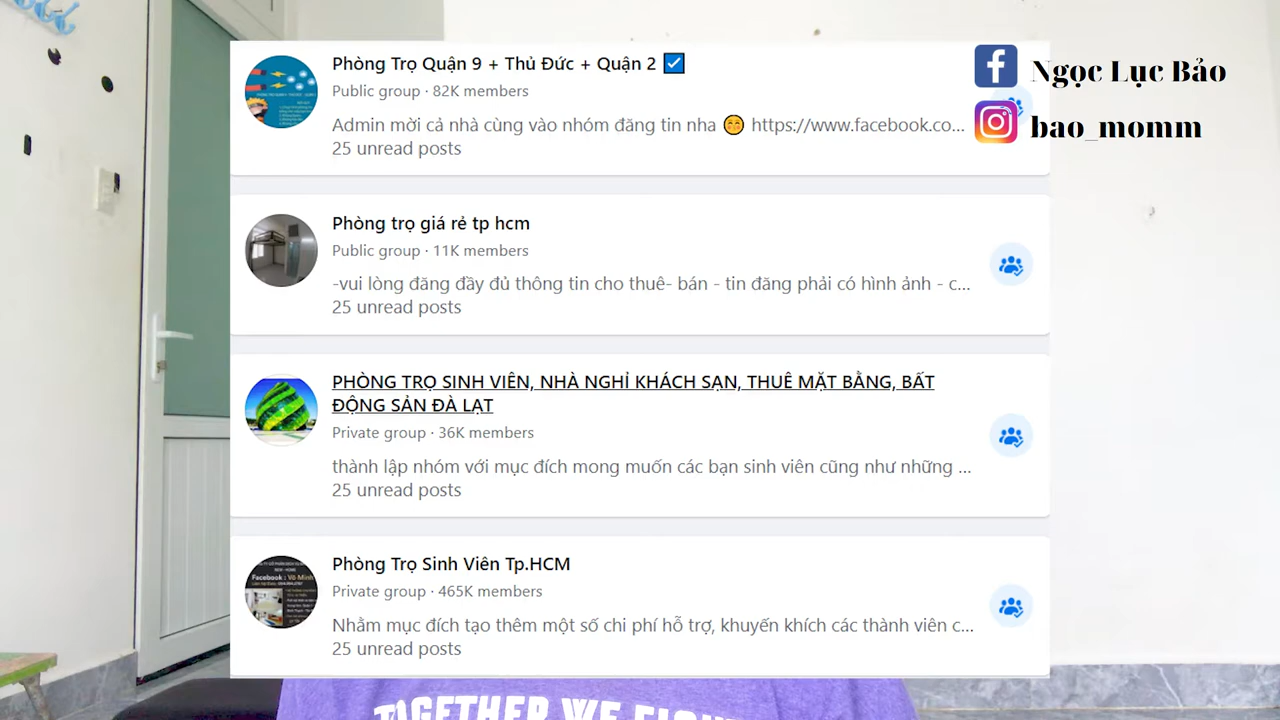 Phòng Trọ Quận 9 + Thủ Đức + Quận 2 ☑️
Public group · 82K members
Admin mời cả nhà cùng vào nhóm đăng tin nha 😊 https://www.facebook.co...
25 unread posts
Ngọc Lục Bảo
bao_momm
Phòng trọ giá rẻ tp hcm
Public group · 11K members
-vui lòng đăng đầy đủ thông tin cho thuê- bán - tin đăng phải có hình ảnh - c...
25 unread posts
PHÒNG TRỌ SINH VIÊN, NHÀ NGHỈ KHÁCH SẠN, THUÊ MẶT BẰNG, BẤT
ĐỘNG SẢN ĐÀ LẠT
Private group · 36K members
thành lập nhóm với mục đích mong muốn các bạn sinh viên cũng như những ...
25 unread posts
Phòng Trọ Sinh Viên Tp.HCM
Private group · 465K members
Nhằm mục đích tạo thêm một số chi phí hỗ trợ, khuyến khích các thành viên c...
25 unread posts
Facebook : Võ Minh
TOGETHER WE